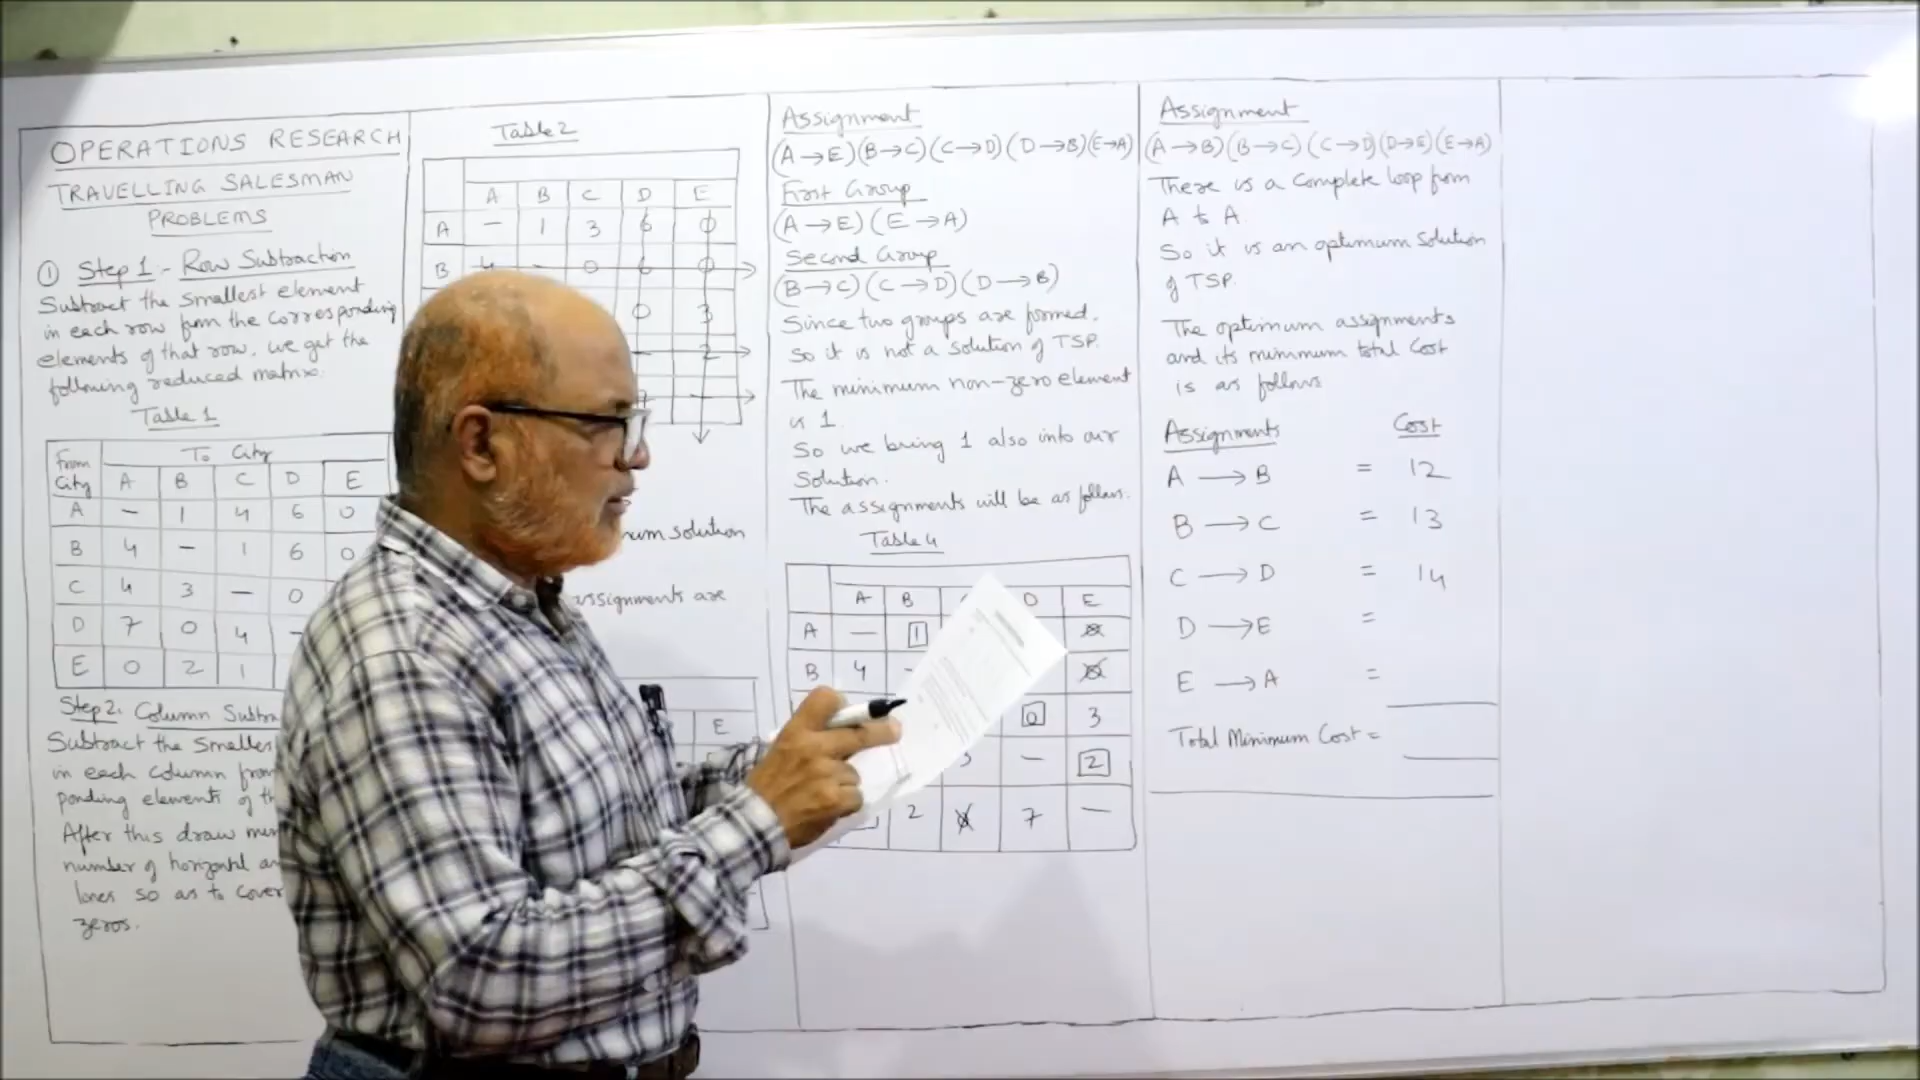 OPERATIONS RESEARCH
TRAVELLING SALESMAN
PROBLEMS
① Step 1:- Row Subtraction
Subtract the smallest element
in each row from the corresponding
elements of that row, we get the
following reduced matrix.
Table 1
From City To City
A B C D E
A — 1 4 6 0
B 4 — 1 6 0
C 4 3 — 0
D 7 0 4 —
E 0 2 1
Step 2. Column
Subtract the
in each column from
elements of
After this draw
number of horizontal
lines so as to cover
zeros.
Table 2
A B C D E
A — 1 3 6 0
B 4 - 0 6 0
0 3
— 2
7 —
solution
assignments are
E
Assignment
(A→E)(B→C)(C→D)(D→B)(E→A)
First Group
(A→E)(E→A)
Second Group
(B→C)(C→D)(D→B)
Since two groups are formed.
So it is not a solution of TSP.
The minimum non-zero element
is 1.
So we bring 1 also into our
Solution.
The assignments will be as follows.
Table 4
A B D E
A — 1 0
B 4 - 0
0 3
3 — 2
2 0 7 —
Assignment
(A→B)(B→C)(C→D)(D→E)(E→A)
There is a complete loop from
A to A.
So it is an optimum solution
of TSP.
The optimum assignments
and its minimum total cost
is as follows
Assignments Cost
A → B = 12
B → C = 13
C → D = 14
D → E =
E → A =
Total Minimum Cost =